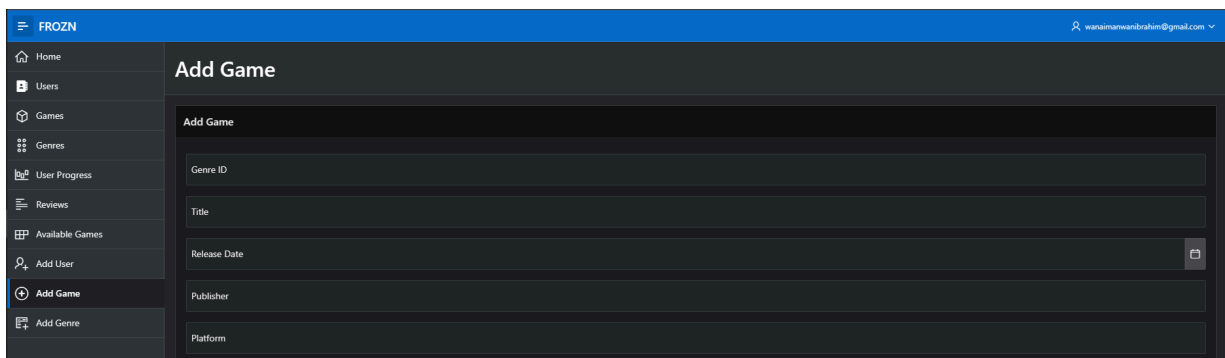 FROZN
wanaimanwanibrahim@gmail.com
Home
Users
Games
Genres
User Progress
Reviews
Available Games
Add User
Add Game
Add Genre
Add Game
Add Game
Genre ID
Title
Release Date
Publisher
Platform